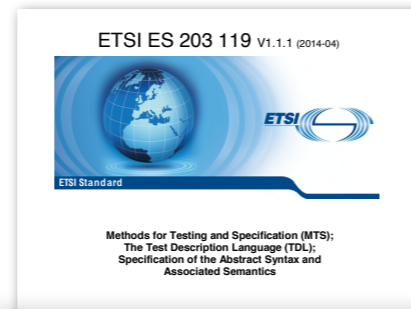 ETSI ES 203 119 V1.1.1 (2014-04)
ETSI
ETSI Standard
Methods for Testing and Specification (MTS);
The Test Description Language (TDL);
Specification of the Abstract Syntax and
Associated Semantics